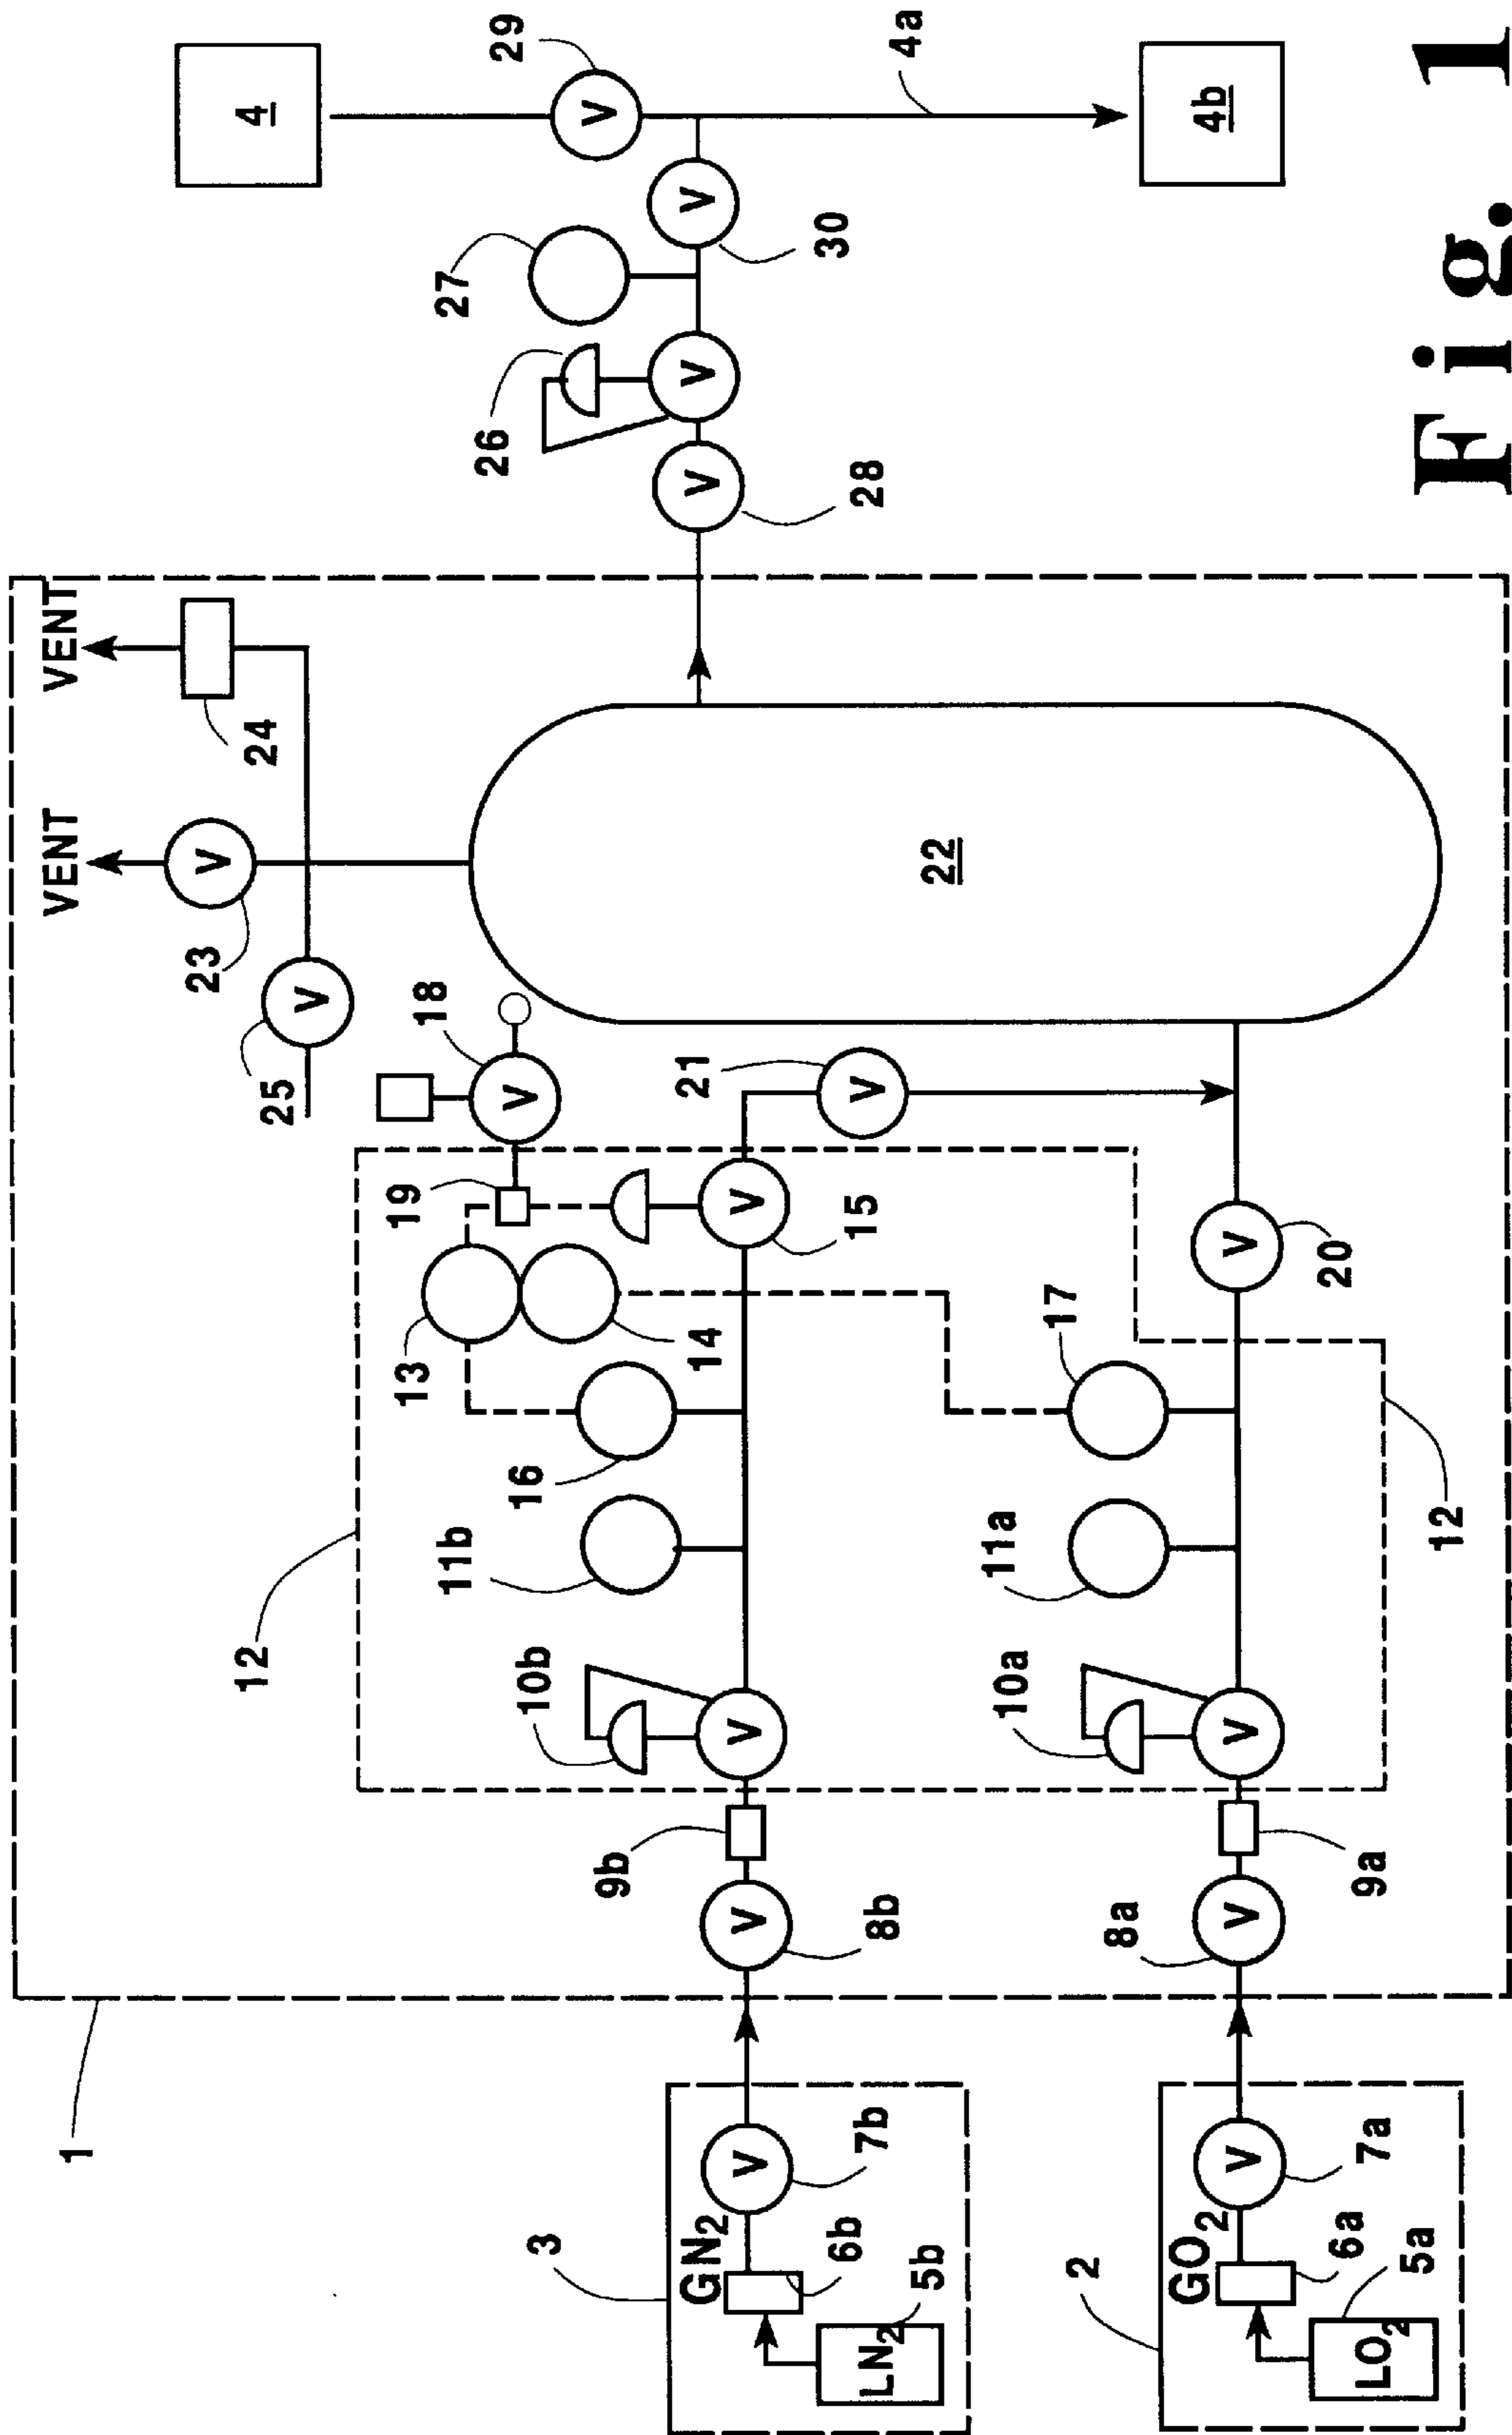 VENT
VENT
1
23
V
12
24
4
25
V
13
19
18
11b
27
26
29
16
10b
V
3
V
9b
21
14
GN2
V
V
V
V
V
V
V
30
6b
7b
8b
15
V
28
LN2
5b
4a
22
11a
10a
17
2
8a
GO2
4b
V
V
V
V
20
6a
9a
7a
LO2
5a
12
Fig. 1